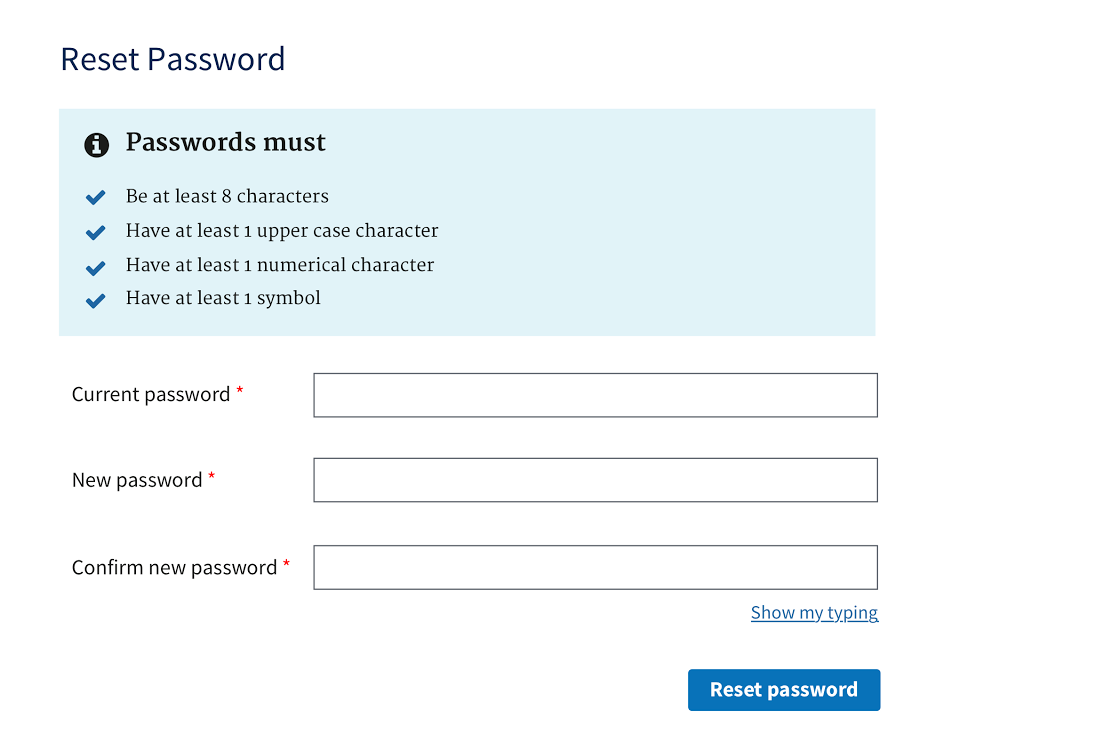 Reset Password
Passwords must
Be at least 8 characters
Have at least 1 upper case character
Have at least 1 numerical character
Have at least 1 symbol
Current password *
New password *
Confirm new password *
Show my typing
Reset password